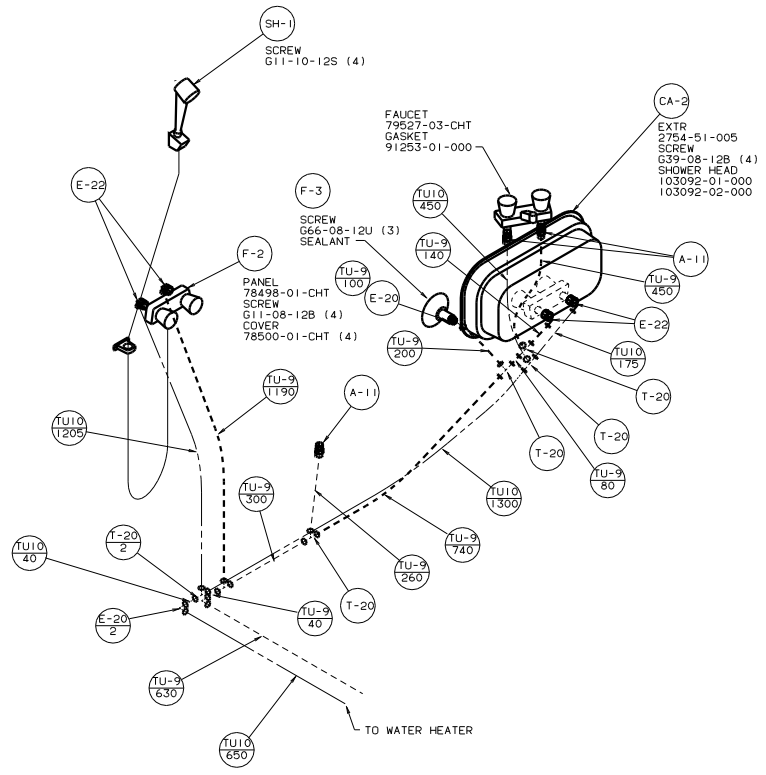 SH-1
SCREW
G11-10-12S (4)
CA-2
EXTR
2754-51-005
SCREW
G39-08-12B (4)
SHOWER HEAD
103092-01-000
103092-02-000
FAUCET
79527-03-CHT
GASKET
91253-01-000
E-22
F-3
SCREW
G66-08-12U (3)
SEALANT
TU10
450
TU-9
140
A-11
F-2
PANEL
78498-01-CHT
SCREW
G11-08-12B (4)
COVER
78500-01-CHT (4)
TU-9
100
E-20
TU-9
450
E-22
TU-9
200
TU10
175
TU-9
1190
A-11
T-20
TU10
1205
T-20
T-20
TU-9
80
TU-9
300
TU10
1300
T-20
2
TU-9
740
TU10
40
TU-9
260
T-20
E-20
2
TU-9
40
TU-9
630
TO WATER HEATER
TU10
650